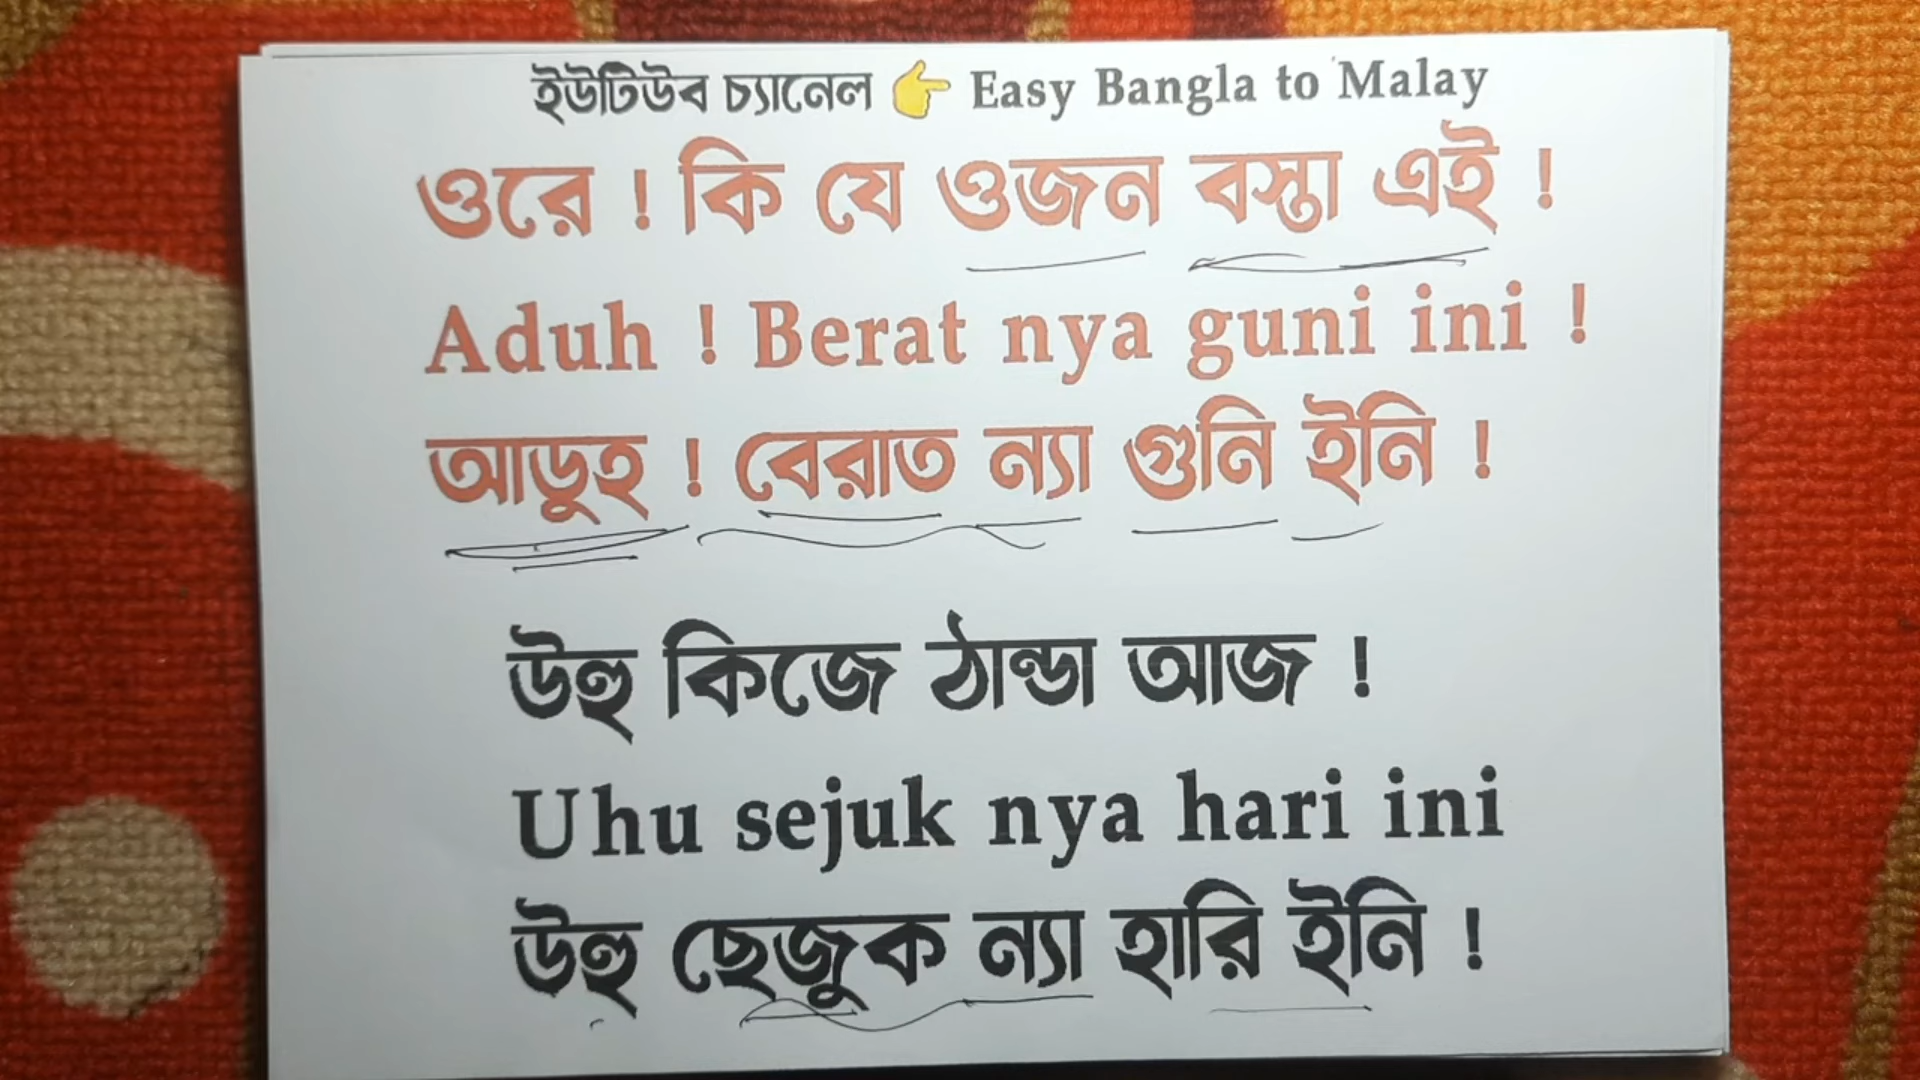 ইউটিউব চ্যানেল 👉 Easy Bangla to Malay
ওরে ! কি যে ওজন বস্তা এই !
Aduh ! Berat nya guni ini !
আডুহ ! বেরাত ন্যা গুনি ইনি !
উহু কিজে ঠান্ডা আজ !
Uhu sejuk nya hari ini
উহু ছেজুক ন্যা হারি ইনি !